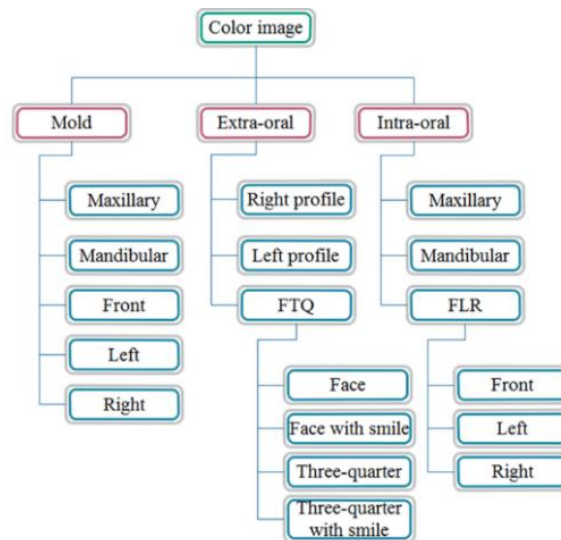 Color image
Mold
Extra-oral
Intra-oral
Maxillary
Mandibular
Front
Left
Right
Right profile
Left profile
FTQ
Face
Face with smile
Three-quarter
Three-quarter
with smile
Maxillary
Mandibular
FLR
Front
Left
Right